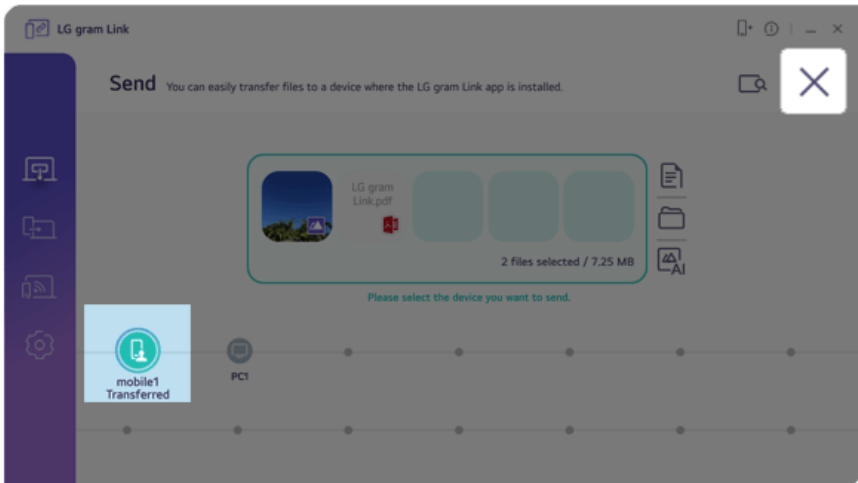 LG gram Link
Send You can easily transfer files to a device where the LG gram Link app is installed.
LG gram
Link.pdf
2 files selected / 7.25 MB
AI
Please select the device you want to send.
mobile1
Transferred
PC1